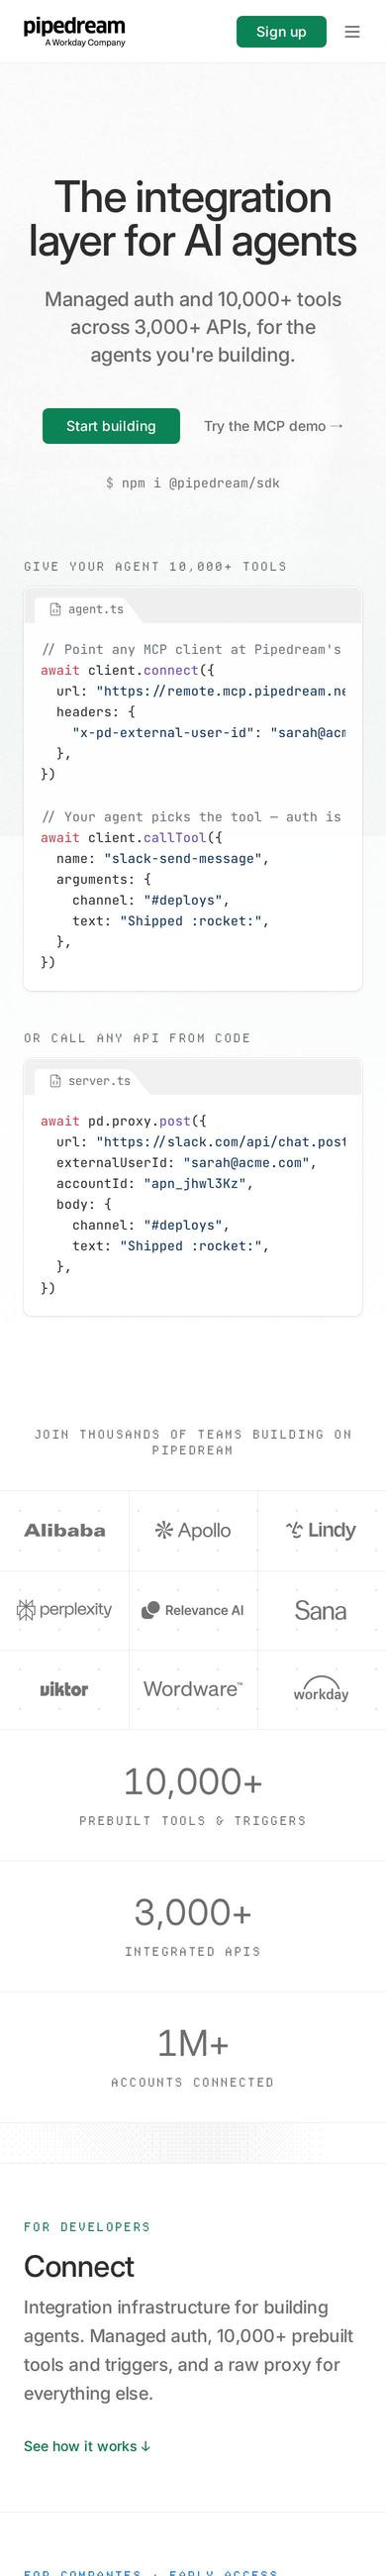 pipedream
A Workday Company
Sign up
The integration
layer for AI agents
Managed auth and 10,000+ tools
across 3,000+ APIs, for the
agents you're building.
Start building
Try the MCP demo →
$ npm i @pipedream/sdk
GIVE YOUR AGENT 10,000+ TOOLS
agent.ts
// Point any MCP client at Pipedream's
await client.connect({
url: "https://remote.mcp.pipedream.ne
headers: {
"x-pd-external-user-id": "sarah@acm
},
})
// Your agent picks the tool — auth is
await client.callTool({
name: "slack-send-message",
arguments: {
channel: "#deploys",
text: "Shipped :rocket:",
},
})
OR CALL ANY API FROM CODE
server.ts
await pd.proxy.post({
url: "https://slack.com/api/chat.post
externalUserId: "sarah@acme.com",
accountId: "apn_jhwl3Kz",
body: {
channel: "#deploys",
text: "Shipped :rocket:",
},
})
JOIN THOUSANDS OF TEAMS BUILDING ON
PIPEDREAM
Alibaba
Apollo
Lindy
perplexity
Relevance AI
Sana
viktor
Wordware™
workday
10,000+
PREBUILT TOOLS & TRIGGERS
3,000+
INTEGRATED APIS
1M+
ACCOUNTS CONNECTED
FOR DEVELOPERS
Connect
Integration infrastructure for building
agents. Managed auth, 10,000+ prebuilt
tools and triggers, and a raw proxy for
everything else.
See how it works ↓
FOR COMPANIES · EARLY ACCESS